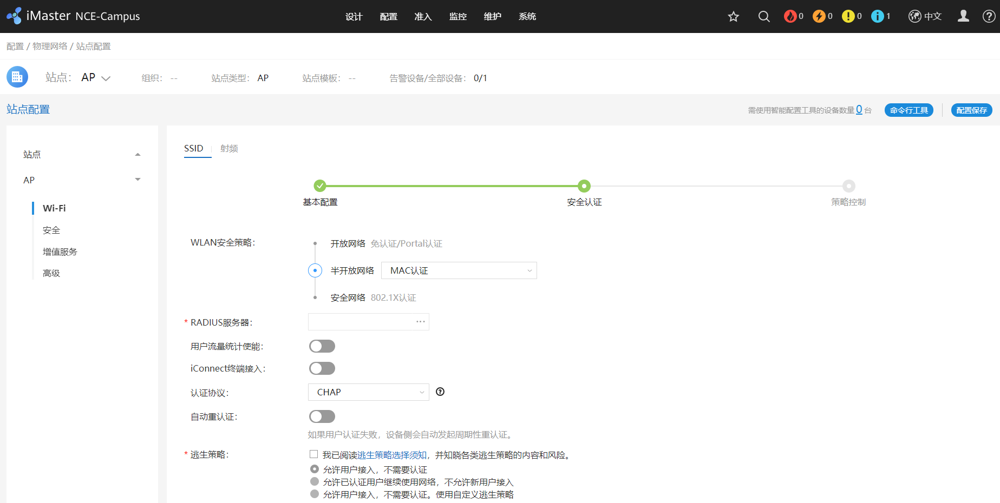 iMaster NCE-Campus 设计 配置 准入 监控 维护 系统 0 0 0 1 中文
配置 / 物理网络 / 站点配置
站点： AP 组织： -- 站点类型： AP 站点模板： -- 告警设备/全部设备： 0/1
站点配置 需使用智能配置工具的设备数量 0 台 命令行工具 配置保存
站点
AP
Wi-Fi
安全
增值服务
高级
SSID 射频
基本配置 安全认证 策略控制
WLAN安全策略：
开放网络 免认证/Portal认证
半开放网络 MAC认证
安全网络 802.1X认证
* RADIUS服务器： ...
用户流量统计使能：
iConnect终端接入：
认证协议： CHAP
自动重认证：
如果用户认证失败，设备侧会自动发起周期性重认证。
* 逃生策略： 我已阅读逃生策略选择须知，并知晓各类逃生策略的内容和风险。
允许用户接入，不需要认证
允许已认证用户继续使用网络，不允许新用户接入
允许用户接入，不需要认证。使用自定义逃生策略